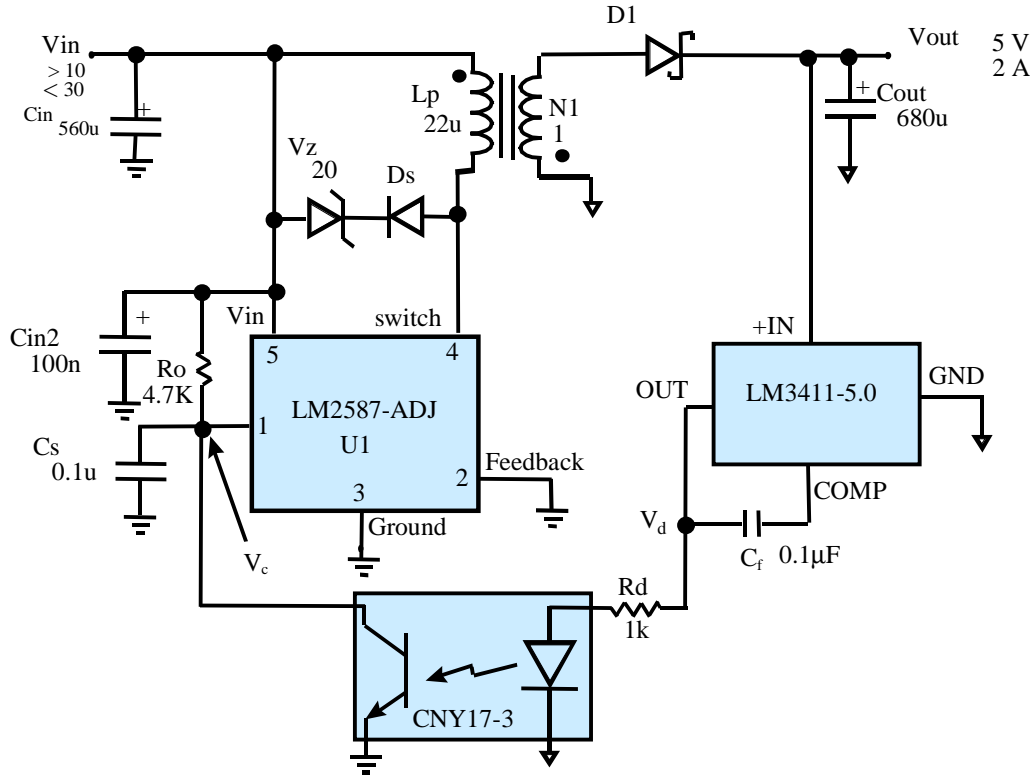 D1
Vin
> 10
< 30
Cin 560u
+
Lp
22u
N1
1
Vout 5 V
2 A
+ Cout
680u
Vz
20
Ds
Cin2
100n
+
Vin
switch
5
4
Ro
4.7K
LM2587-ADJ
U1
1
2
3
Cs
0.1u
Feedback
Ground
Vc
+IN
OUT
LM3411-5.0
GND
COMP
Vd
Cf 0.1µF
Rd
1k
CNY17-3